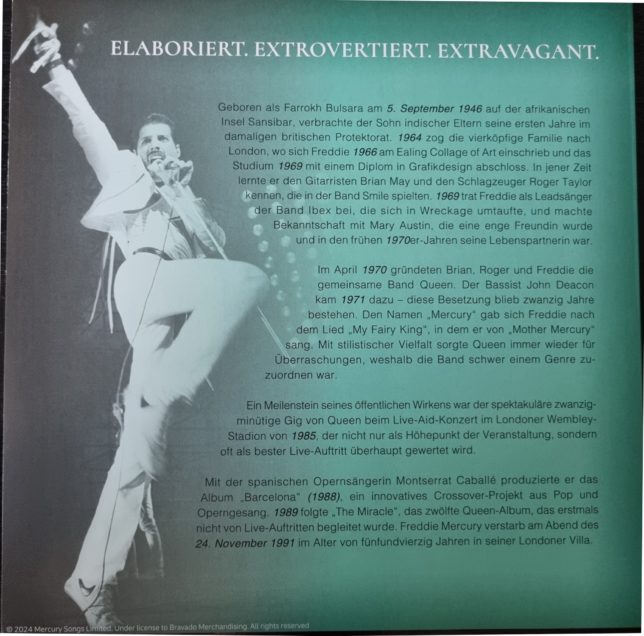 ELABORIERT. EXTROVERTIERT. EXTRAVAGANT.
Geboren als Farrokh Bulsara am 5. September 1946 auf der afrikanischen
Insel Sansibar, verbrachte der Sohn indischer Eltern seine ersten Jahre im
damaligen britischen Protektorat. 1964 zog die vierköpfige Familie nach
London, wo sich Freddie 1966 am Ealing Collage of Art einschrieb und das
Studium 1969 mit einem Diplom in Grafikdesign abschloss. In jener Zeit
lernte er den Gitarristen Brian May und den Schlagzeuger Roger Taylor
kennen, die in der Band Smile spielten. 1969 trat Freddie als Leadsänger
der Band Ibex bei, die sich in Wreckage umtaufte, und machte
Bekanntschaft mit Mary Austin, die eine enge Freundin wurde
und in den frühen 1970er-Jahren seine Lebenspartnerin war.
Im April 1970 gründeten Brian, Roger und Freddie die
gemeinsame Band Queen. Der Bassist John Deacon
kam 1971 dazu – diese Besetzung blieb zwanzig Jahre
bestehen. Den Namen „Mercury“ gab sich Freddie nach
dem Lied „My Fairy King“, in dem er von „Mother Mercury“
sang. Mit stilistischer Vielfalt sorgte Queen immer wieder für
Überraschungen, weshalb die Band schwer einem Genre zu-
zuordnen war.
Ein Meilenstein seines öffentlichen Wirkens war der spektakuläre zwanzig-
minütige Gig von Queen beim Live-Aid-Konzert im Londoner Wembley-
Stadion von 1985, der nicht nur als Höhepunkt der Veranstaltung, sondern
oft als bester Live-Auftritt überhaupt gewertet wird.
Mit der spanischen Opernsängerin Montserrat Caballé produzierte er das
Album „Barcelona“ (1988), ein innovatives Crossover-Projekt aus Pop und
Operngesang. 1989 folgte „The Miracle“, das zwölfte Queen-Album, das erstmals
nicht von Live-Auftritten begleitet wurde. Freddie Mercury verstarb am Abend des
24. November 1991 im Alter von fünfundvierzig Jahren in seiner Londoner Villa.
© 2024 Mercury Songs Limited. Under license to Bravado Merchandising. All rights reserved